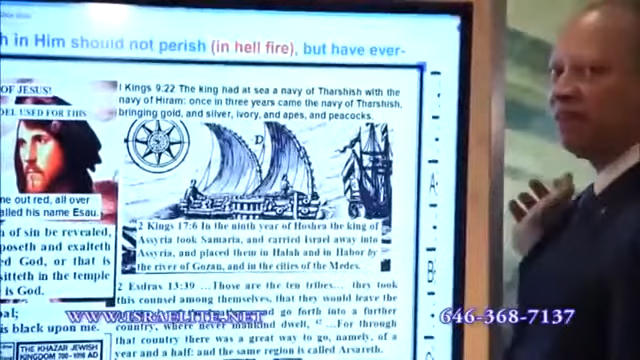 h in Him should not perish (in hell fire), but have ever-
OF JESUS!
DEL USED FOR THIS
me out red, all over
alled his name Esau.
n of sin be revealed,
poseth and exalteth
ed God, or that is
sitteth in the temple
is God.
pal;
is black upon me.
THE KHAZAR JEWISH
KINGDOM 700-1016 AD
I Kings 9:22 The king had at sea a navy of Tharshish with the
navy of Hiram: once in three years came the navy of Tharshish,
bringing gold, and silver, ivory, and apes, and peacocks.
D
2 Kings 17:6 In the ninth year of Hoshea the king of
Assyria took Samaria, and carried Israel away into
Assyria, and placed them in Halah and in Habor by
the river of Gozan, and in the cities of the Medes.
2 Esdras 13:39 ...Those are the ten tribes... they took
this counsel among themselves, that they would leave the
and go forth into a further
country, where never mankind dwelt, ...For through
that country there was a great way to go, namely, of a
year and a half: and the same region is called Arsareth.
A
B
WWW.ISRAELITE.NET
646-368-7137